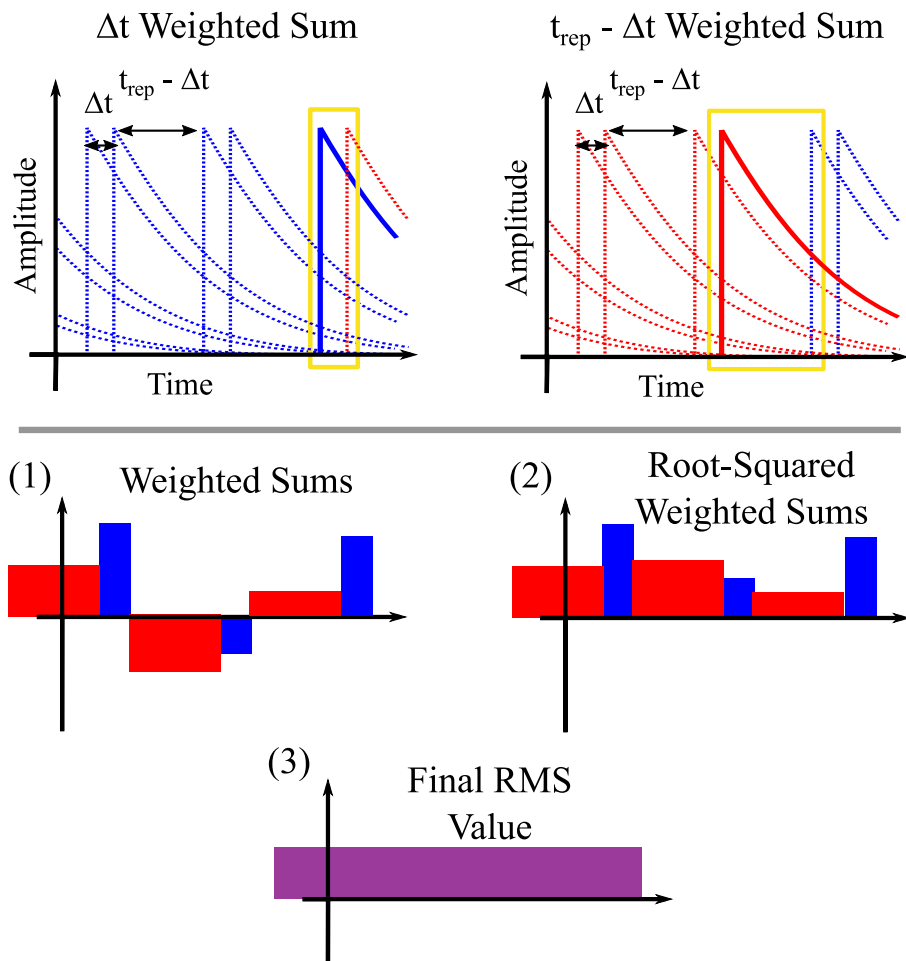 Δt Weighted Sum
t_rep - Δt Weighted Sum
Δt
t_rep - Δt
Amplitude
Time
Δt
t_rep - Δt
Amplitude
Time
(1)
Weighted Sums
(2)
Root-Squared
Weighted Sums
(3)
Final RMS
Value